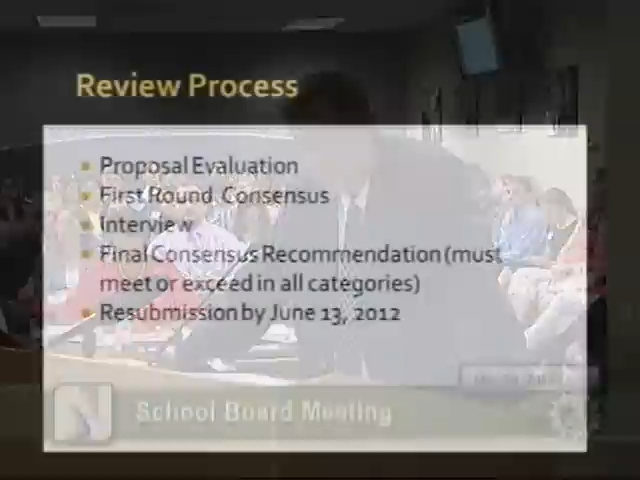 Review Process
Proposal Evaluation
First Round Consensus
Interview
Final Consensus Recommendation (must
meet or exceed in all categories)
Resubmission by June 13, 2012
School Board Meeting